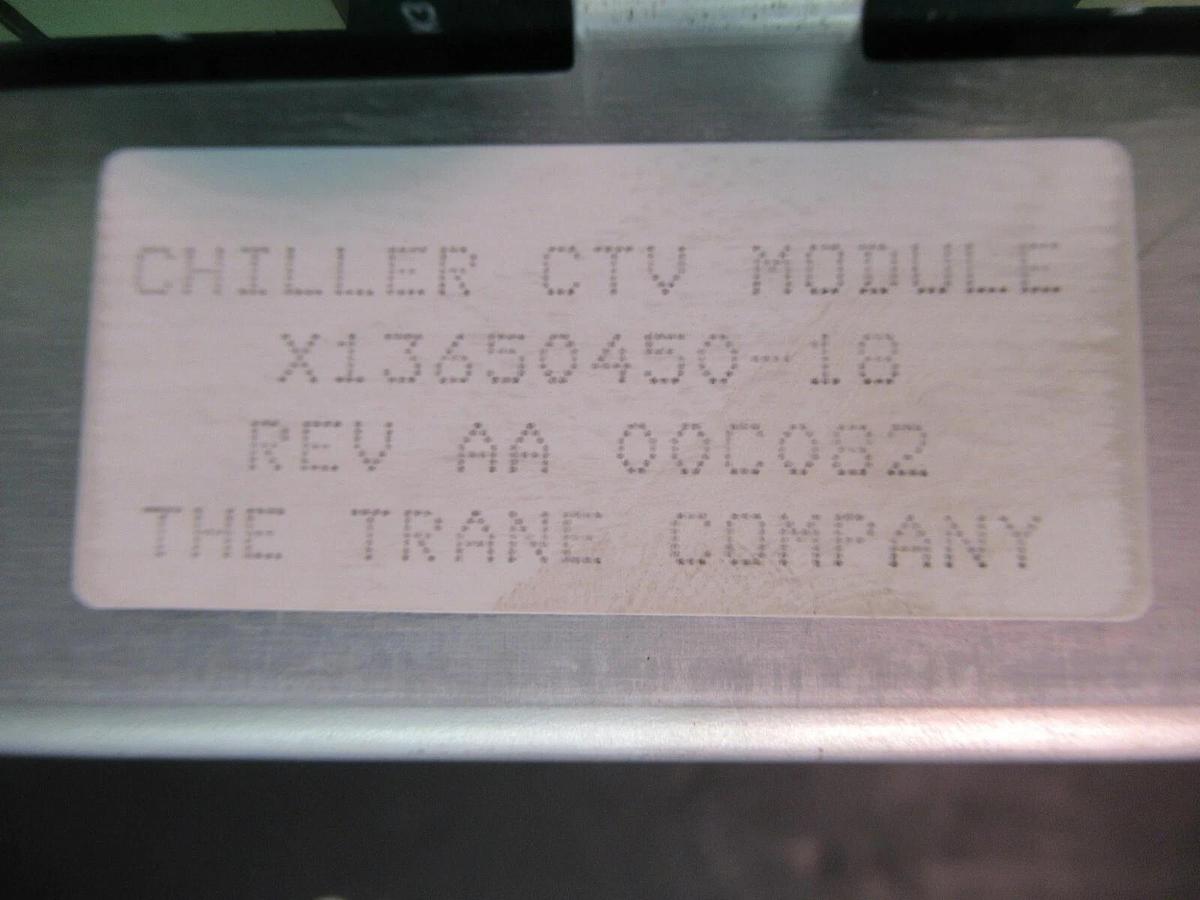 CHILLER CTV MODULE
X13650450-18
REV AA 00C082
THE TRANE COMPANY